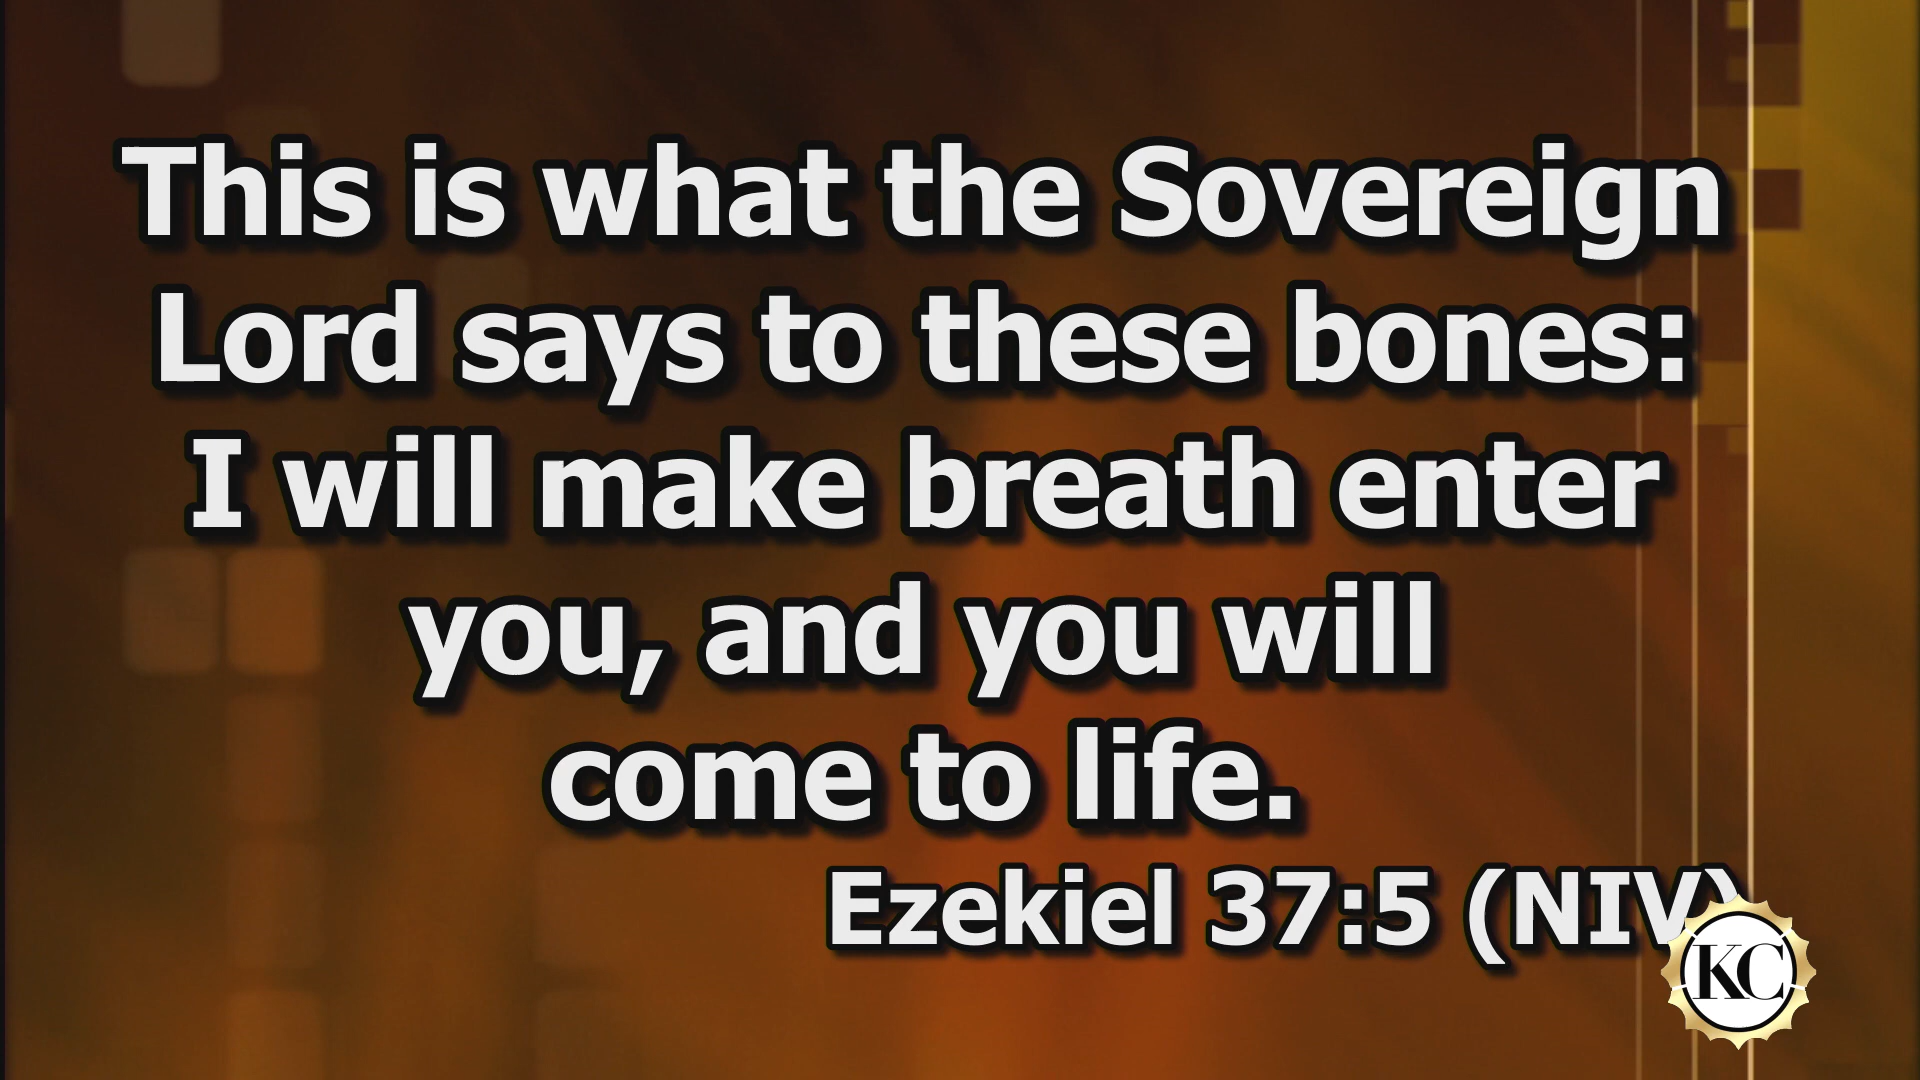 This is what the Sovereign
Lord says to these bones:
I will make breath enter
you, and you will
come to life.
Ezekiel 37:5 (NIV)
KC